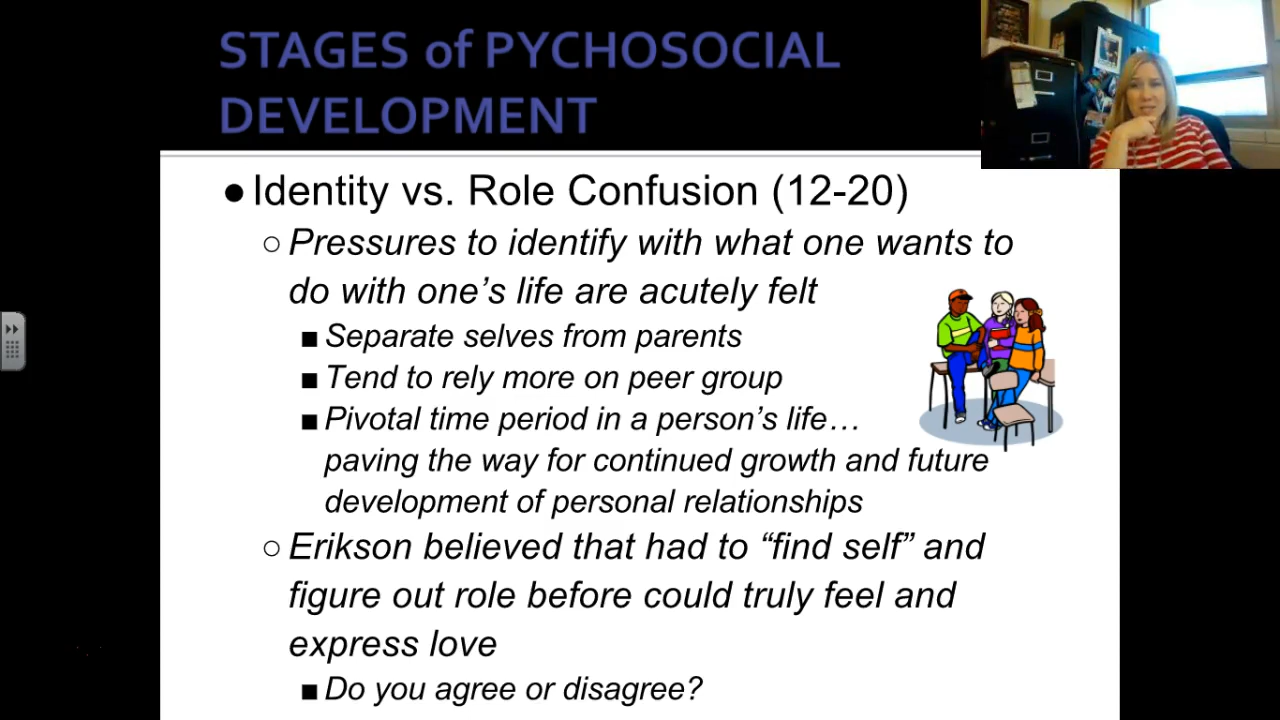 STAGES of PYCHOSOCIAL
DEVELOPMENT
● Identity vs. Role Confusion (12-20)
○ Pressures to identify with what one wants to
do with one’s life are acutely felt
■ Separate selves from parents
■ Tend to rely more on peer group
■ Pivotal time period in a person’s life…
paving the way for continued growth and future
development of personal relationships
○ Erikson believed that had to “find self” and
figure out role before could truly feel and
express love
■ Do you agree or disagree?